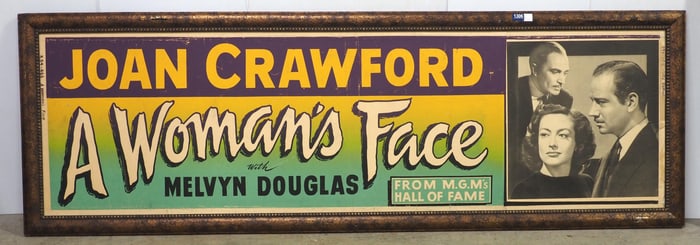 JOAN CRAWFORD
A Woman's Face
with
MELVYN DOUGLAS
FROM M.G.M's
HALL OF FAME